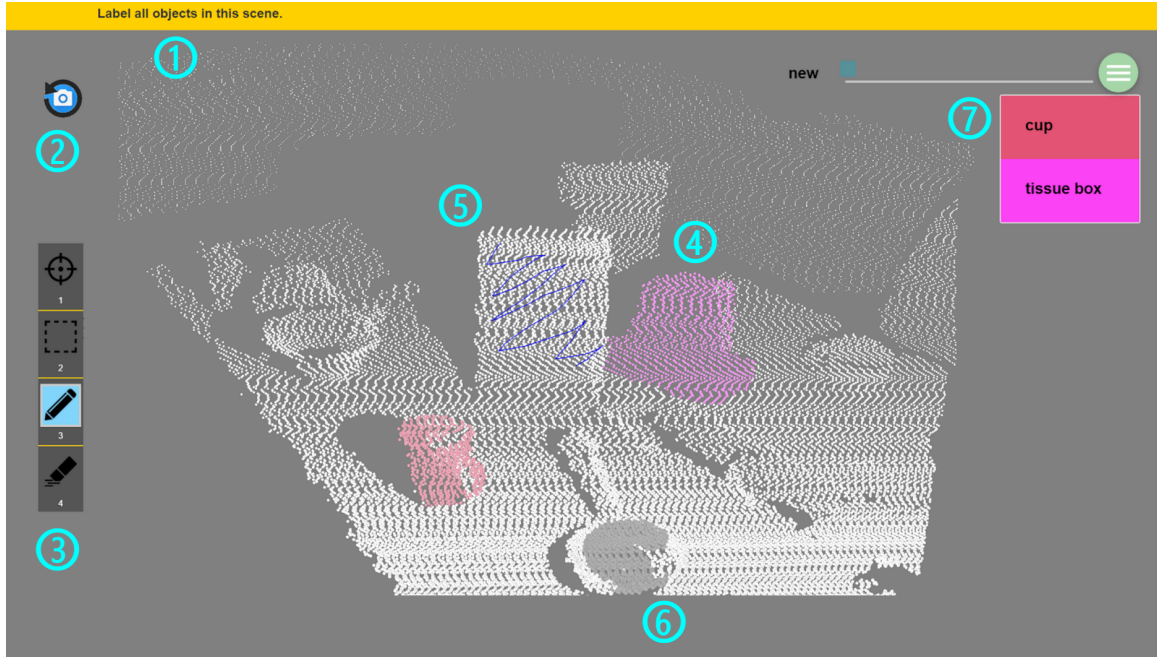 Label all objects in this scene.
①
②
new
⑦
cup
tissue box
⑤
④
1
2
3
4
③
⑥